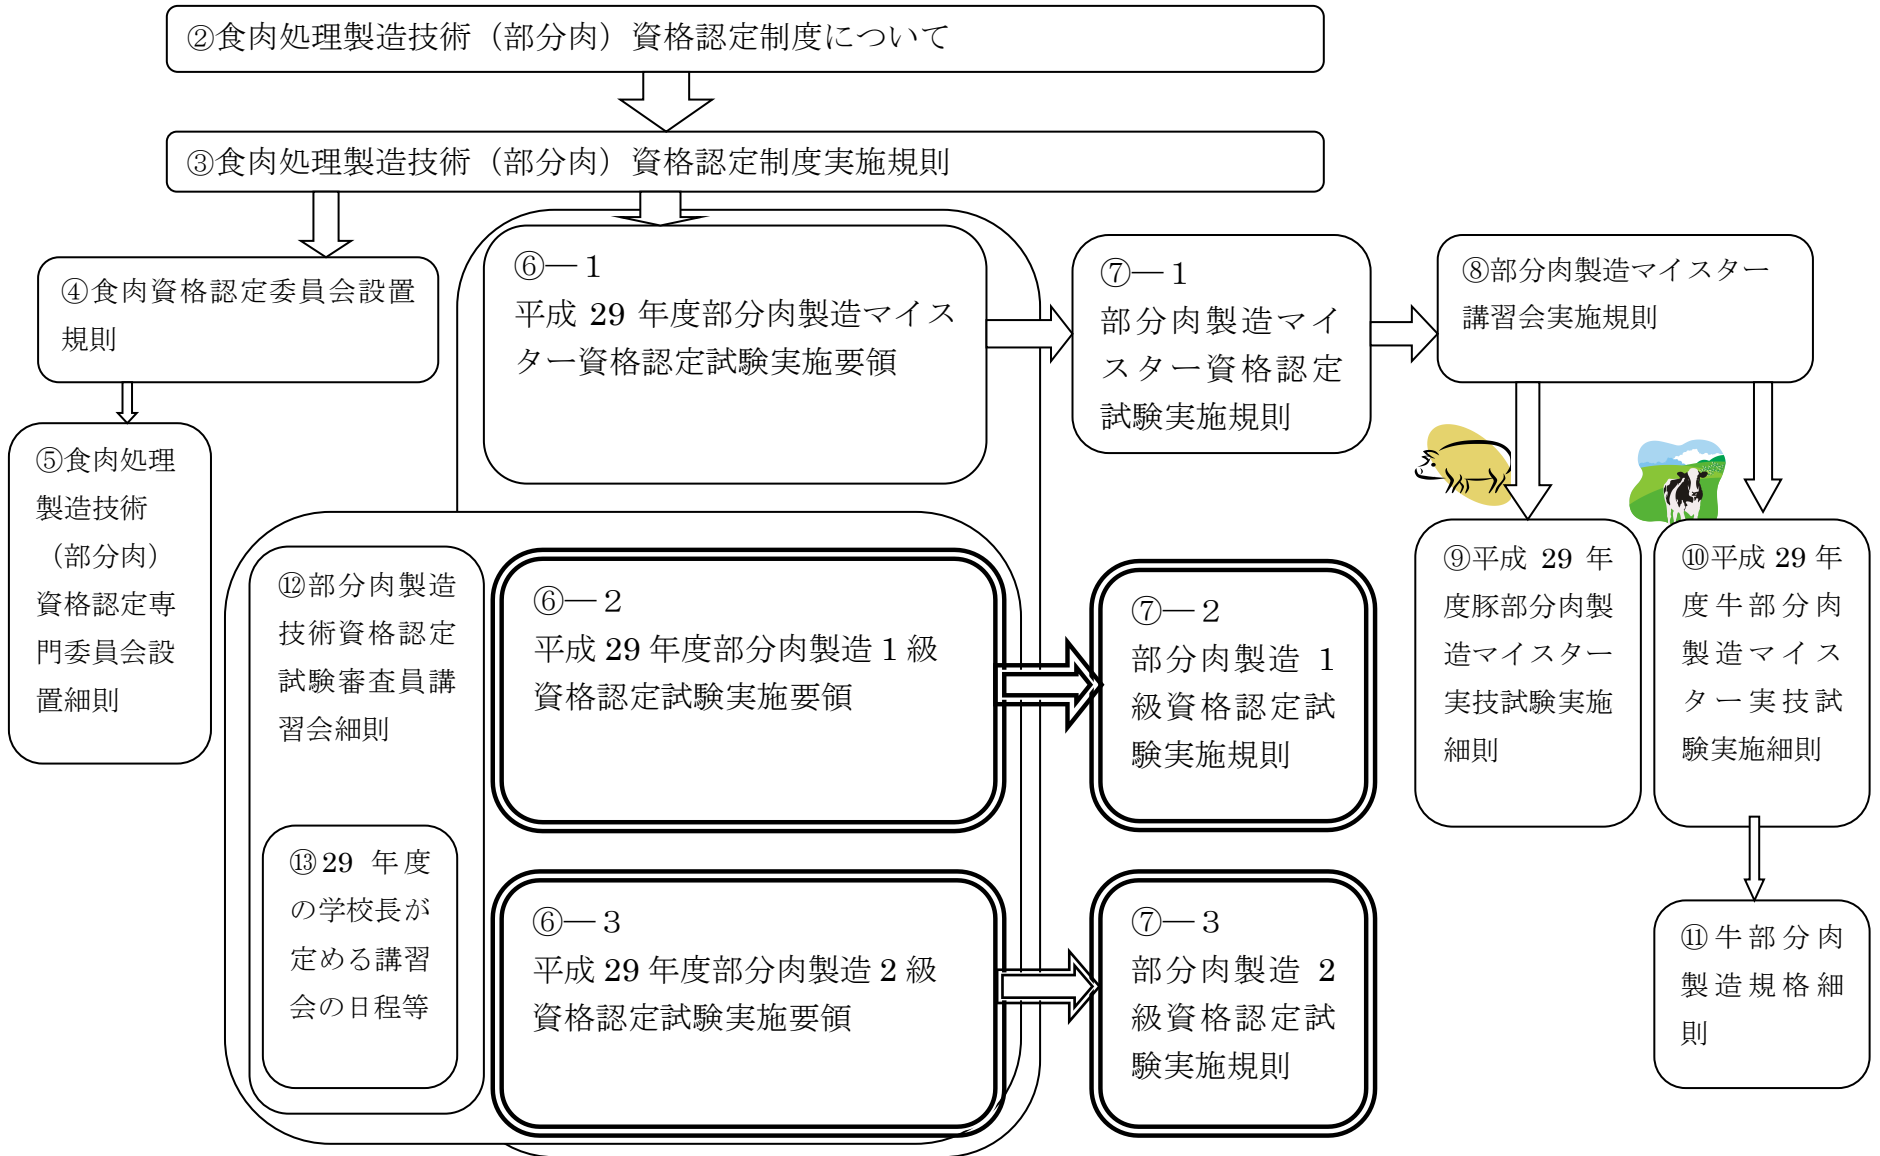 ②食肉処理製造技術（部分肉）資格認定制度について
③食肉処理製造技術（部分肉）資格認定制度実施規則
④食肉資格認定委員会設置
規則
⑤食肉処理
製造技術
（部分肉）
資格認定専
門委員会設
置細則
⑥―１
平成 29 年度部分肉製造マイス
ター資格認定試験実施要領
⑦―１
部分肉製造マイ
スター資格認定
試験実施規則
⑧部分肉製造マイスター
講習会実施規則
⑨平成 29 年
度豚部分肉製
造マイスター
実技試験実施
細則
⑩平成 29 年
度牛部分肉
製造マイス
ター実技試
験実施細則
⑪牛部分肉
製造規格細
則
⑫部分肉製造
技術資格認定
試験審査員講
習会細則
⑬29 年度
の学校長が
定める講習
会の日程等
⑥―２
平成 29 年度部分肉製造 1 級
資格認定試験実施要領
⑦―２
部分肉製造 1
級資格認定試
験実施規則
⑥―３
平成 29 年度部分肉製造 2 級
資格認定試験実施要領
⑦―３
部分肉製造 2
級資格認定試
験実施規則